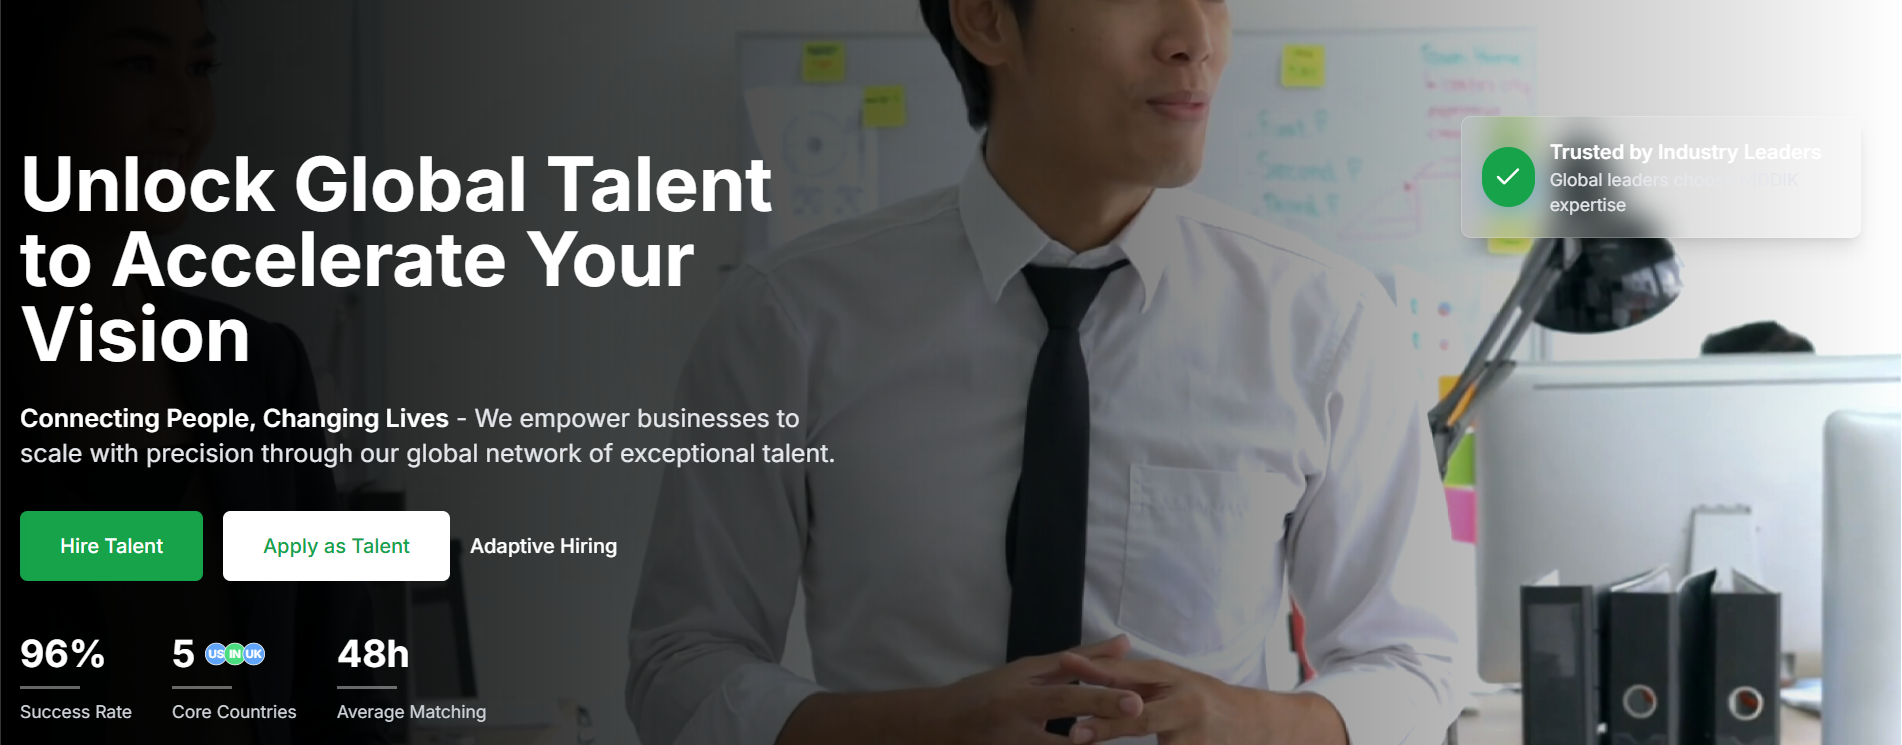 Unlock Global Talent
to Accelerate Your
Vision
Connecting People, Changing Lives - We empower businesses to
scale with precision through our global network of exceptional talent.
Hire Talent
Apply as Talent
Adaptive Hiring
96%
Success Rate
5 US IN UK
Core Countries
48h
Average Matching
Trusted by Industry Leaders
Global leaders
expertise